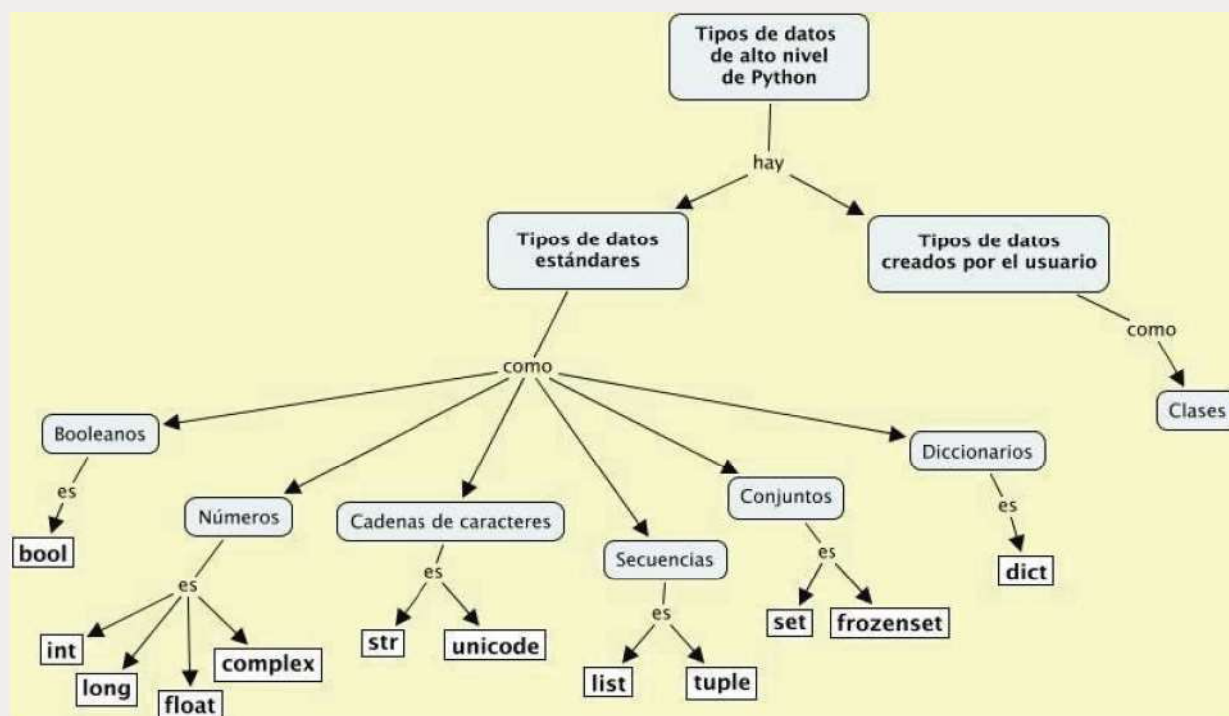 Tipos de datos
de alto nivel
de Python
hay
Tipos de datos
estándares
Tipos de datos
creados por el usuario
como
como
Clases
Booleanos
Diccionarios
es
Números
Cadenas de caracteres
Conjuntos
es
bool
Secuencias
es
es
es
dict
es
set
frozenset
int
long
float
complex
str
unicode
list
tuple